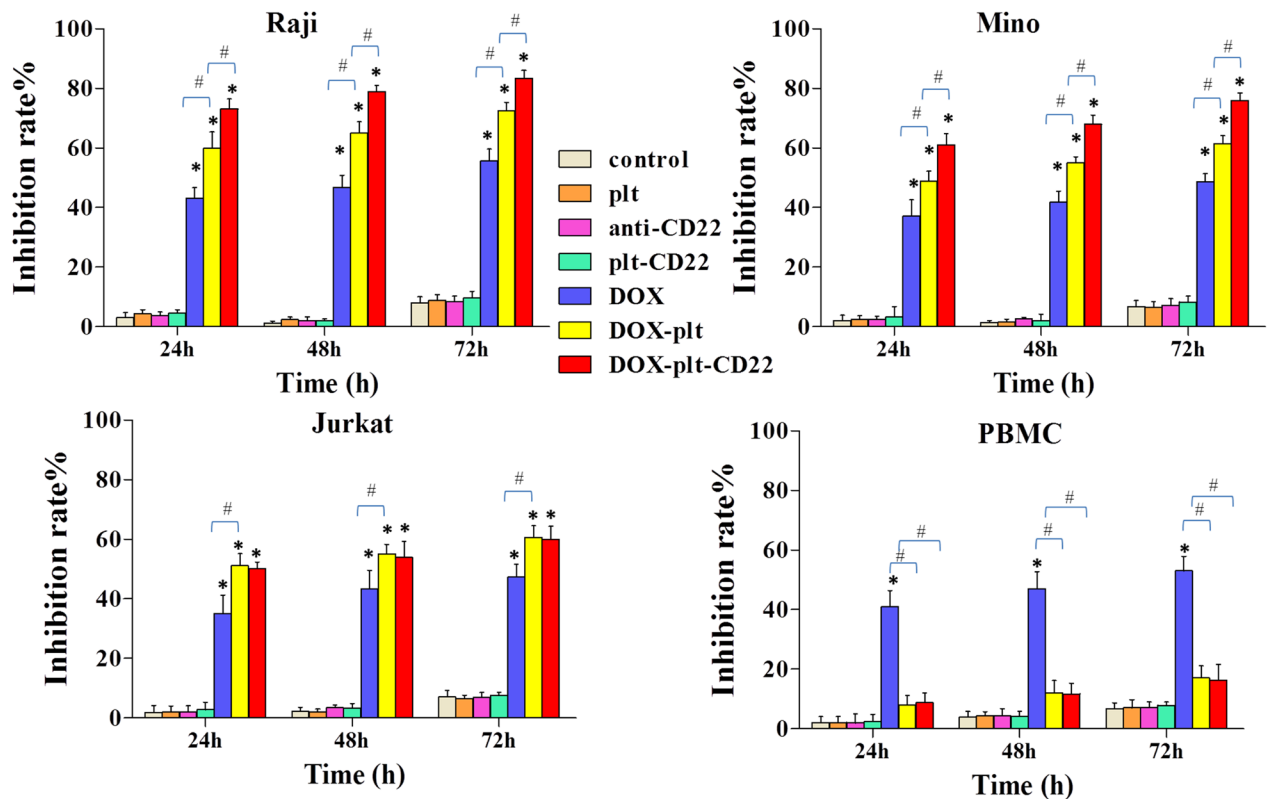 Raji
Inhibition rate%
100
80
60
40
20
0
#
#
#
#
#
#
*
*
*
*
*
*
*
*
*
24h
48h
72h
Time (h)
control
plt
anti-CD22
plt-CD22
DOX
DOX-plt
DOX-plt-CD22
Mino
Inhibition rate%
100
80
60
40
20
0
#
#
#
#
#
#
*
*
*
*
*
*
*
*
*
24h
48h
72h
Time (h)
Jurkat
Inhibition rate%
100
80
60
40
20
0
#
#
#
*
*
*
*
*
*
*
*
*
24h
48h
72h
Time (h)
PBMC
Inhibition rate%
100
80
60
40
20
0
#
#
#
#
#
#
*
*
*
24h
48h
72h
Time (h)